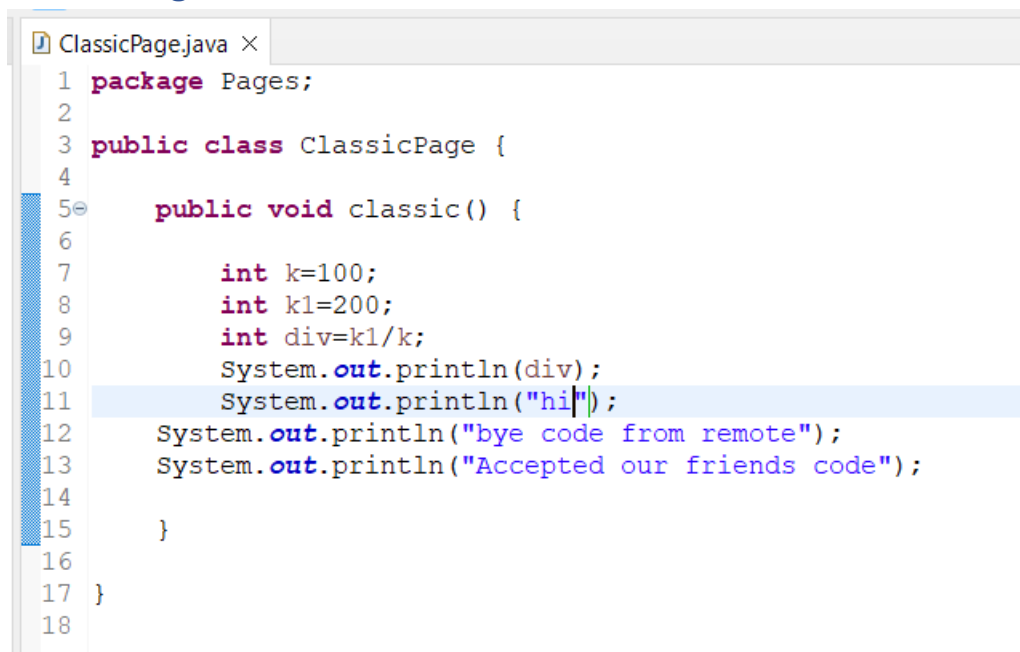 ClassicPage.java ×
1 package Pages;
2
3 public class ClassicPage {
4
5 public void classic() {
6
7 int k=100;
8 int k1=200;
9 int div=k1/k;
10 System.out.println(div);
11 System.out.println("hi");
12 System.out.println("bye code from remote");
13 System.out.println("Accepted our friends code");
14
15 }
16
17 }
18